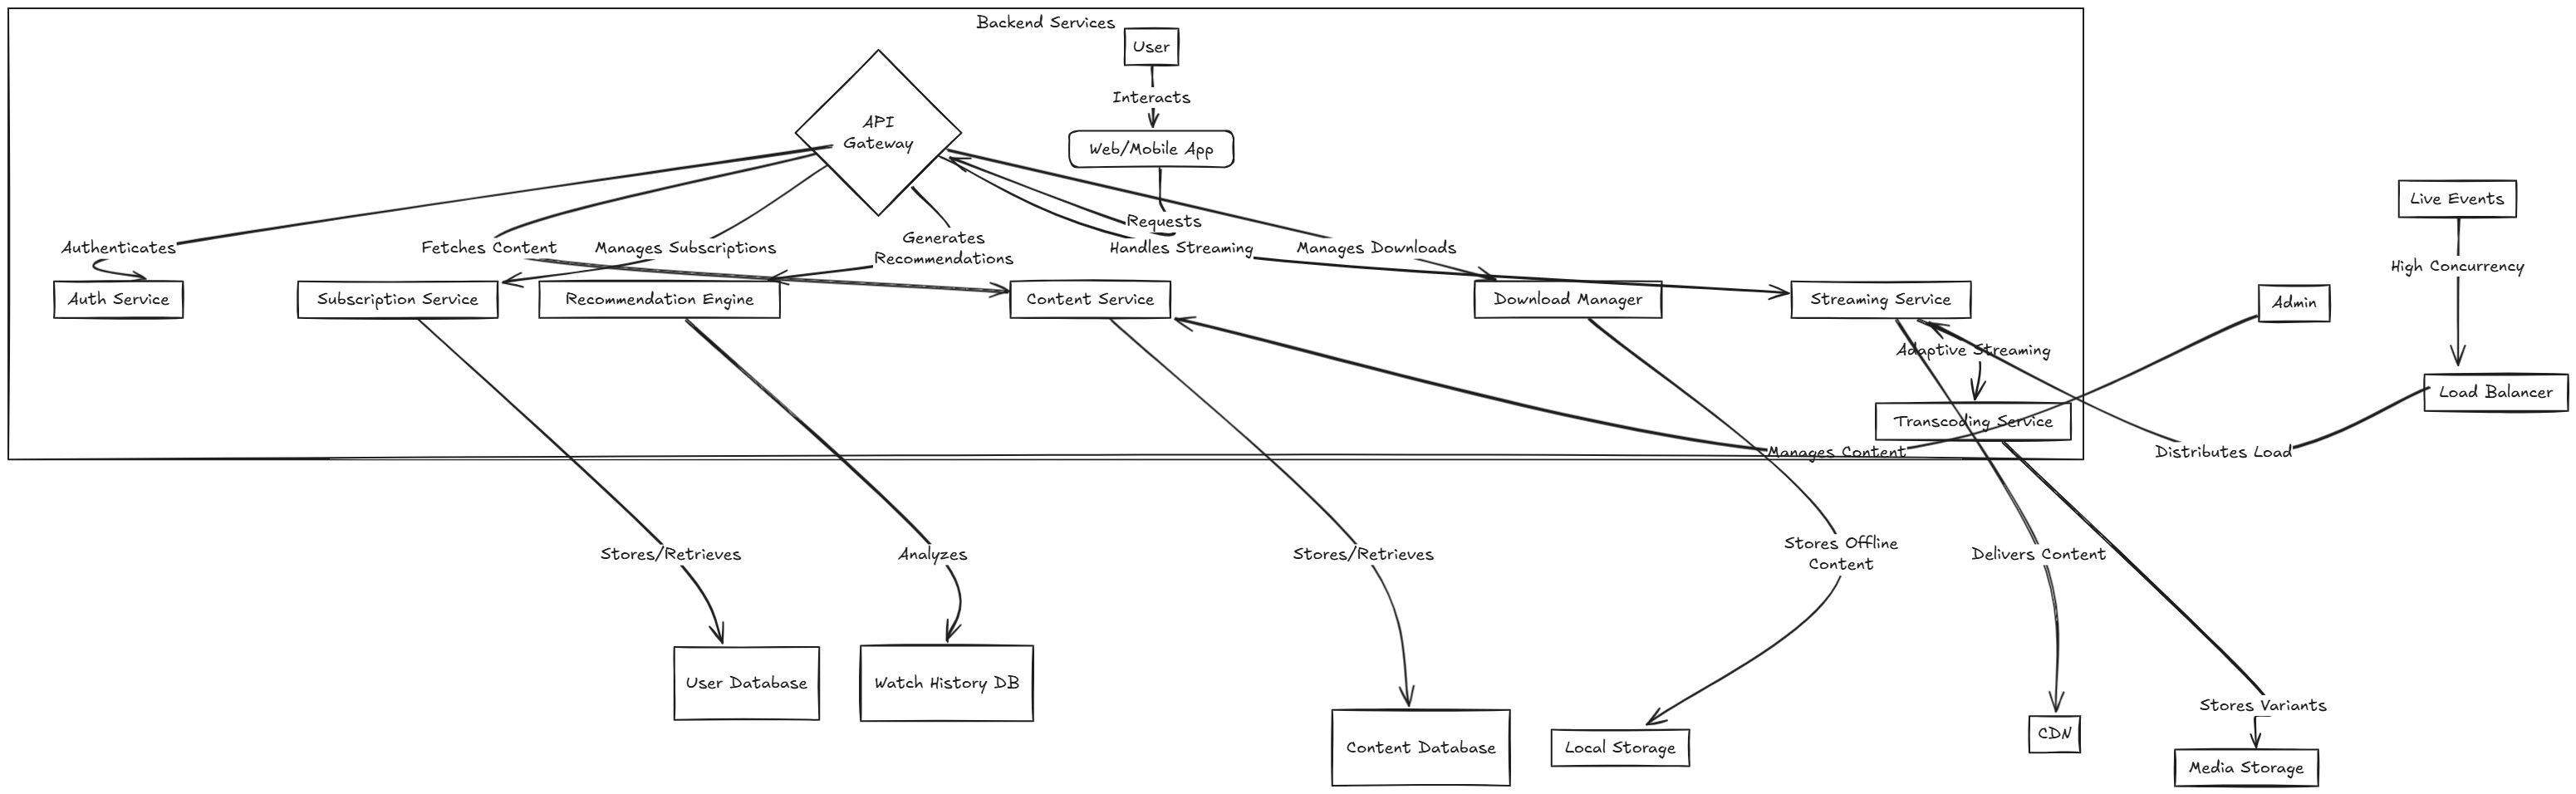 Backend Services
User
Interacts
API
Gateway
Web/Mobile App
Live Events
Requests
Generates
Recommendations
Authenticates
Fetches Content
Manages Subscriptions
Handles Streaming
Manages Downloads
High Concurrency
Auth Service
Subscription Service
Recommendation Engine
Content Service
Download Manager
Streaming Service
Admin
Adaptive Streaming
Load Balancer
Transcoding Service
Manages Content
Distributes Load
Stores/Retrieves
Analyzes
Stores/Retrieves
Stores Offline
Content
Delivers Content
User Database
Watch History DB
Stores Variants
Content Database
Local Storage
CDN
Media Storage